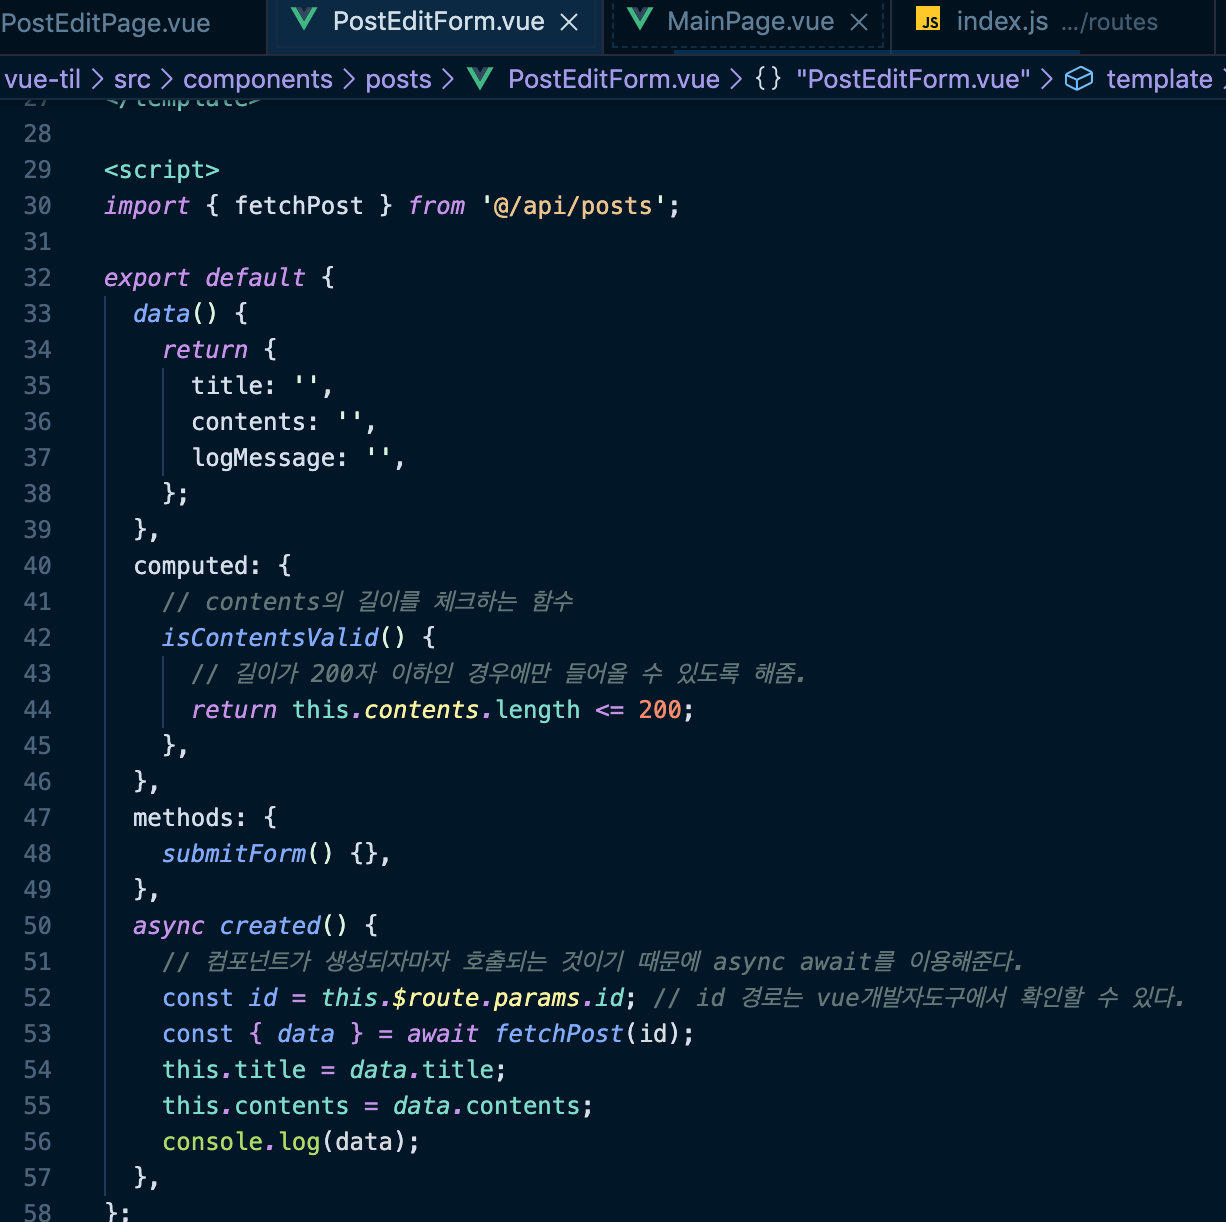 PostEditPage.vue PostEditForm.vue × MainPage.vue × JS index.js .../routes
vue-til > src > components > posts > PostEditForm.vue > {} "PostEditForm.vue" > template >
27 </template>
28
29 <script>
30 import { fetchPost } from '@/api/posts';
31
32 export default {
33 data() {
34 return {
35 title: '',
36 contents: '',
37 logMessage: '',
38 };
39 },
40 computed: {
41 // contents의 길이를 체크하는 함수
42 isContentsValid() {
43 // 길이가 200자 이하인 경우에만 들어올 수 있도록 해줌.
44 return this.contents.length <= 200;
45 },
46 },
47 methods: {
48 submitForm() {},
49 },
50 async created() {
51 // 컴포넌트가 생성되자마자 호출되는 것이기 때문에 async await를 이용해준다.
52 const id = this.$route.params.id; // id 경로는 vue개발자도구에서 확인할 수 있다.
53 const { data } = await fetchPost(id);
54 this.title = data.title;
55 this.contents = data.contents;
56 console.log(data);
57 },
58 };